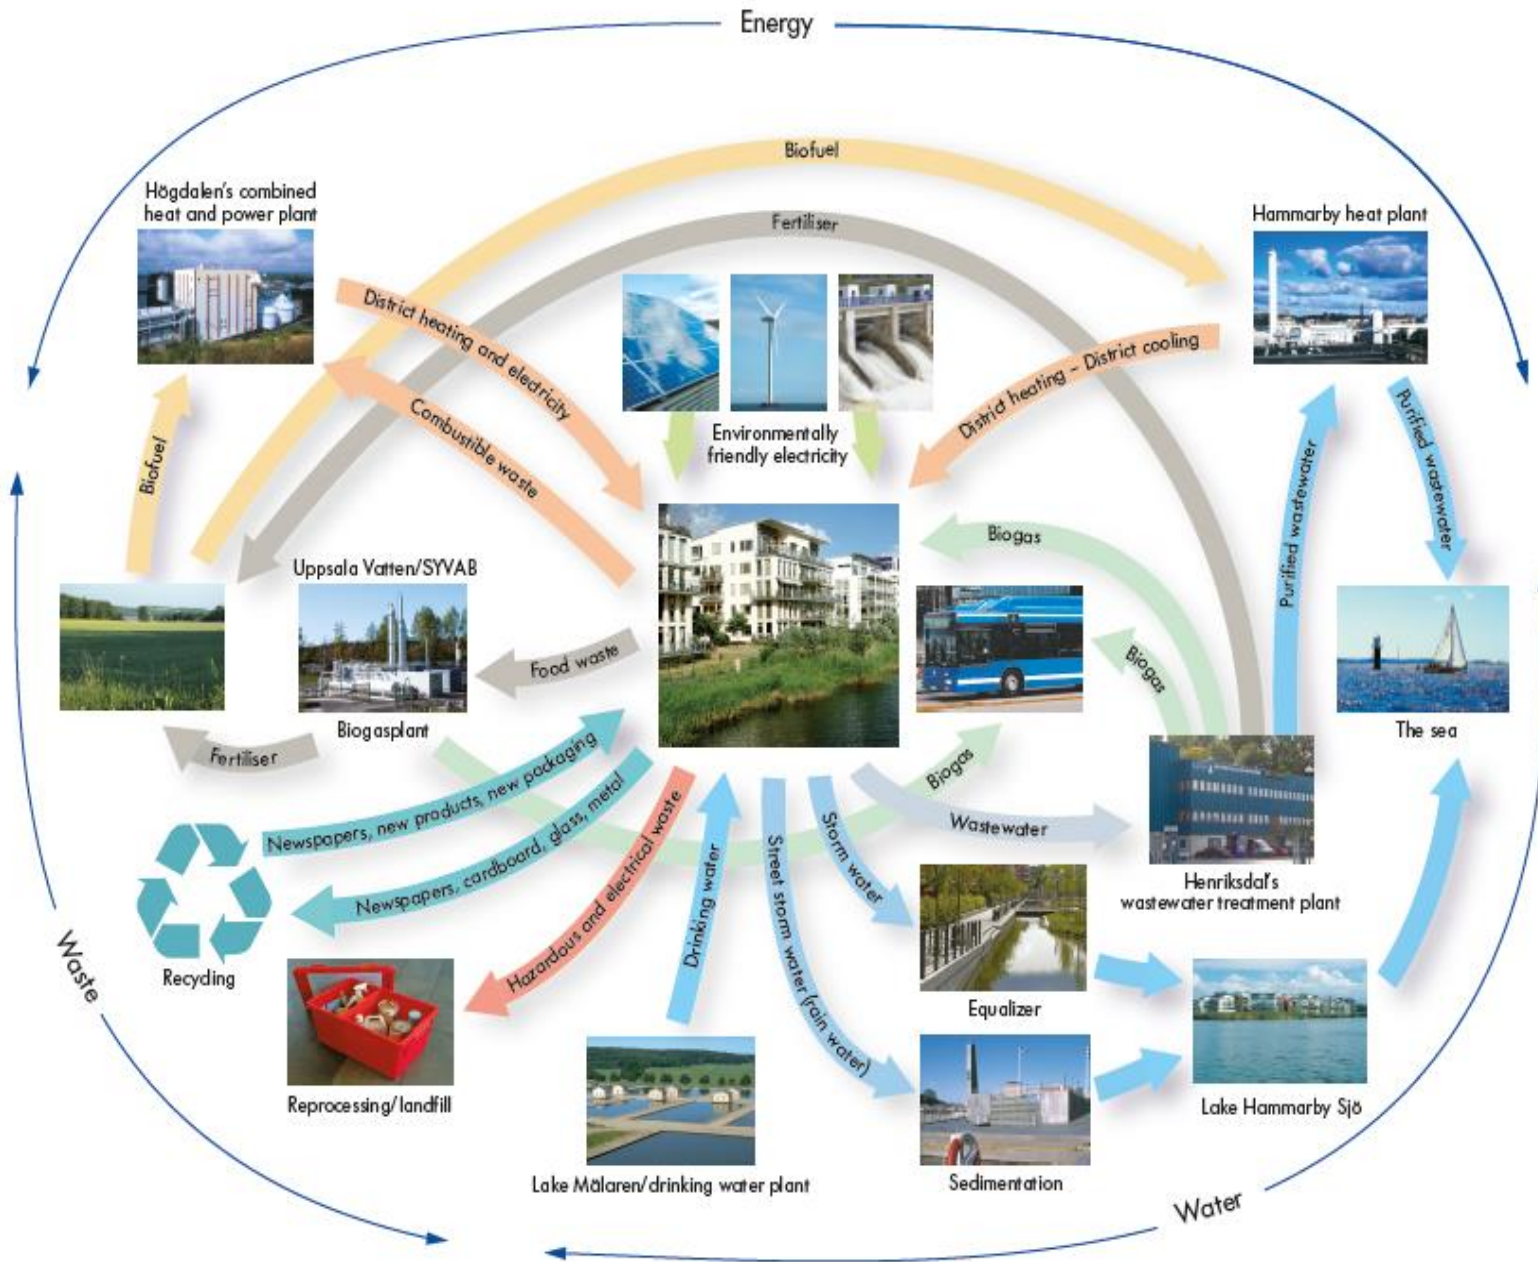 Energy
Biofuel
Högdalen's combined
heat and power plant
Fertiliser
Hammarby heat plant
District heating and electricity
Combustible waste
Environmentally
friendly electricity
District heating – District cooling
Purified wastewater
Purified wastewater
Biofuel
Biogas
Uppsala Vatten/SYVAB
Food waste
Biogas
Biogasplant
Fertiliser
The sea
Newspapers, new products, new packaging
Newspapers, cardboard, glass, metal
Biogas
Hazardous and electrical waste
Drinking water
Street storm water (rain water)
Storm water
Wastewater
Henriksdal's
wastewater treatment plant
Waste
Recycling
Equalizer
Reprocessing/landfill
Lake Hammarby Sjö
Lake Mälaren/drinking water plant
Sedimentation
Water